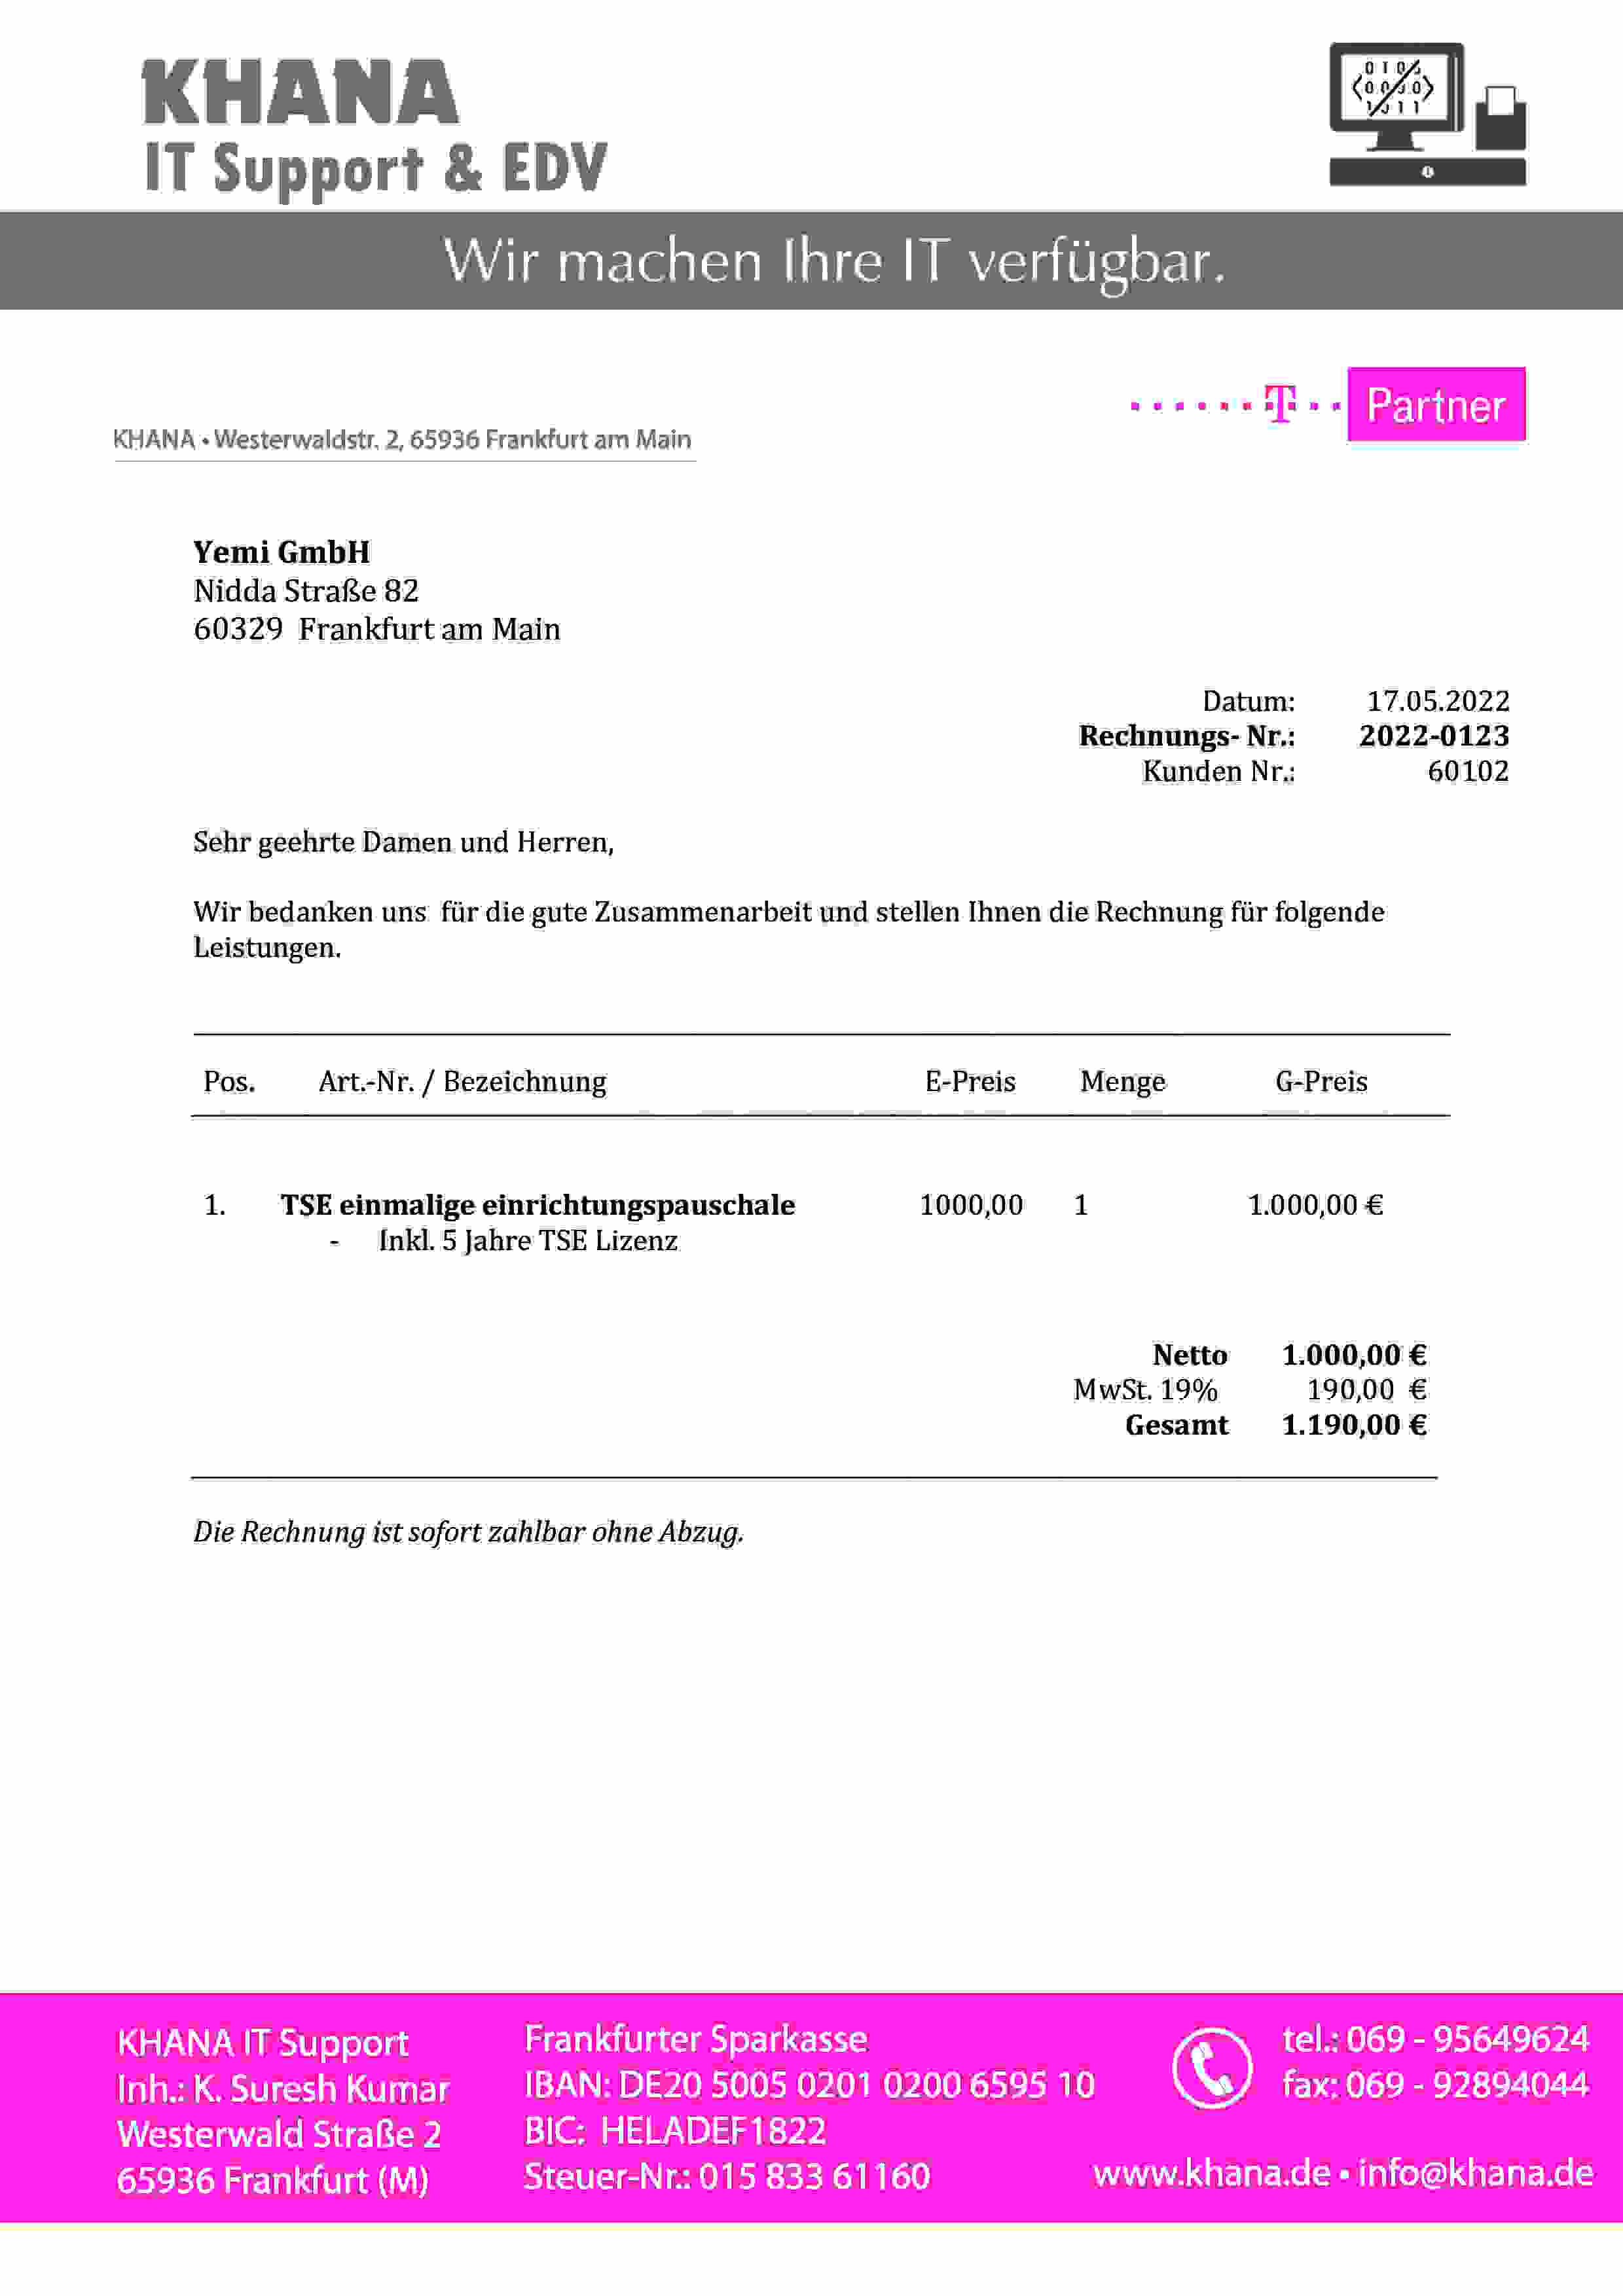 KHANA
IT Support & EDV
Wir machen Ihre IT verfügbar.
T Partner
KHANA • Westerwaldstr. 2, 65936 Frankfurt am Main
Yemi GmbH
Nidda Straße 82
60329 Frankfurt am Main
Datum: 17.05.2022
Rechnungs- Nr.: 2022-0123
Kunden Nr.: 60102
Sehr geehrte Damen und Herren,
Wir bedanken uns für die gute Zusammenarbeit und stellen Ihnen die Rechnung für folgende
Leistungen.
Pos. Art.-Nr. / Bezeichnung E-Preis Menge G-Preis
1. TSE einmalige einrichtungspauschale 1000,00 1 1.000,00 €
- Inkl. 5 Jahre TSE Lizenz
Netto 1.000,00 €
MwSt. 19% 190,00 €
Gesamt 1.190,00 €
Die Rechnung ist sofort zahlbar ohne Abzug.
KHANA IT Support
Inh.: K. Suresh Kumar
Westerwald Straße 2
65936 Frankfurt (M)
Frankfurter Sparkasse
IBAN: DE20 5005 0201 0200 6595 10
BIC: HELADEF1822
Steuer-Nr.: 015 833 61160
tel.: 069 - 95649624
fax: 069 - 92894044
www.khana.de • info@khana.de